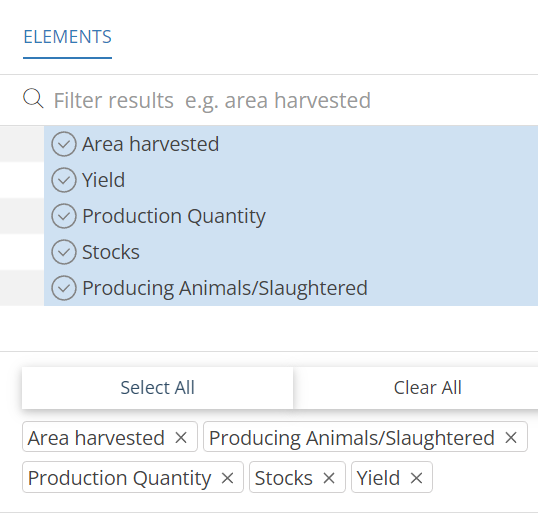 ELEMENTS
Filter results e.g. area harvested
Area harvested
Yield
Production Quantity
Stocks
Producing Animals/Slaughtered
Select All Clear All
Area harvested × Producing Animals/Slaughtered ×
Production Quantity × Stocks × Yield ×